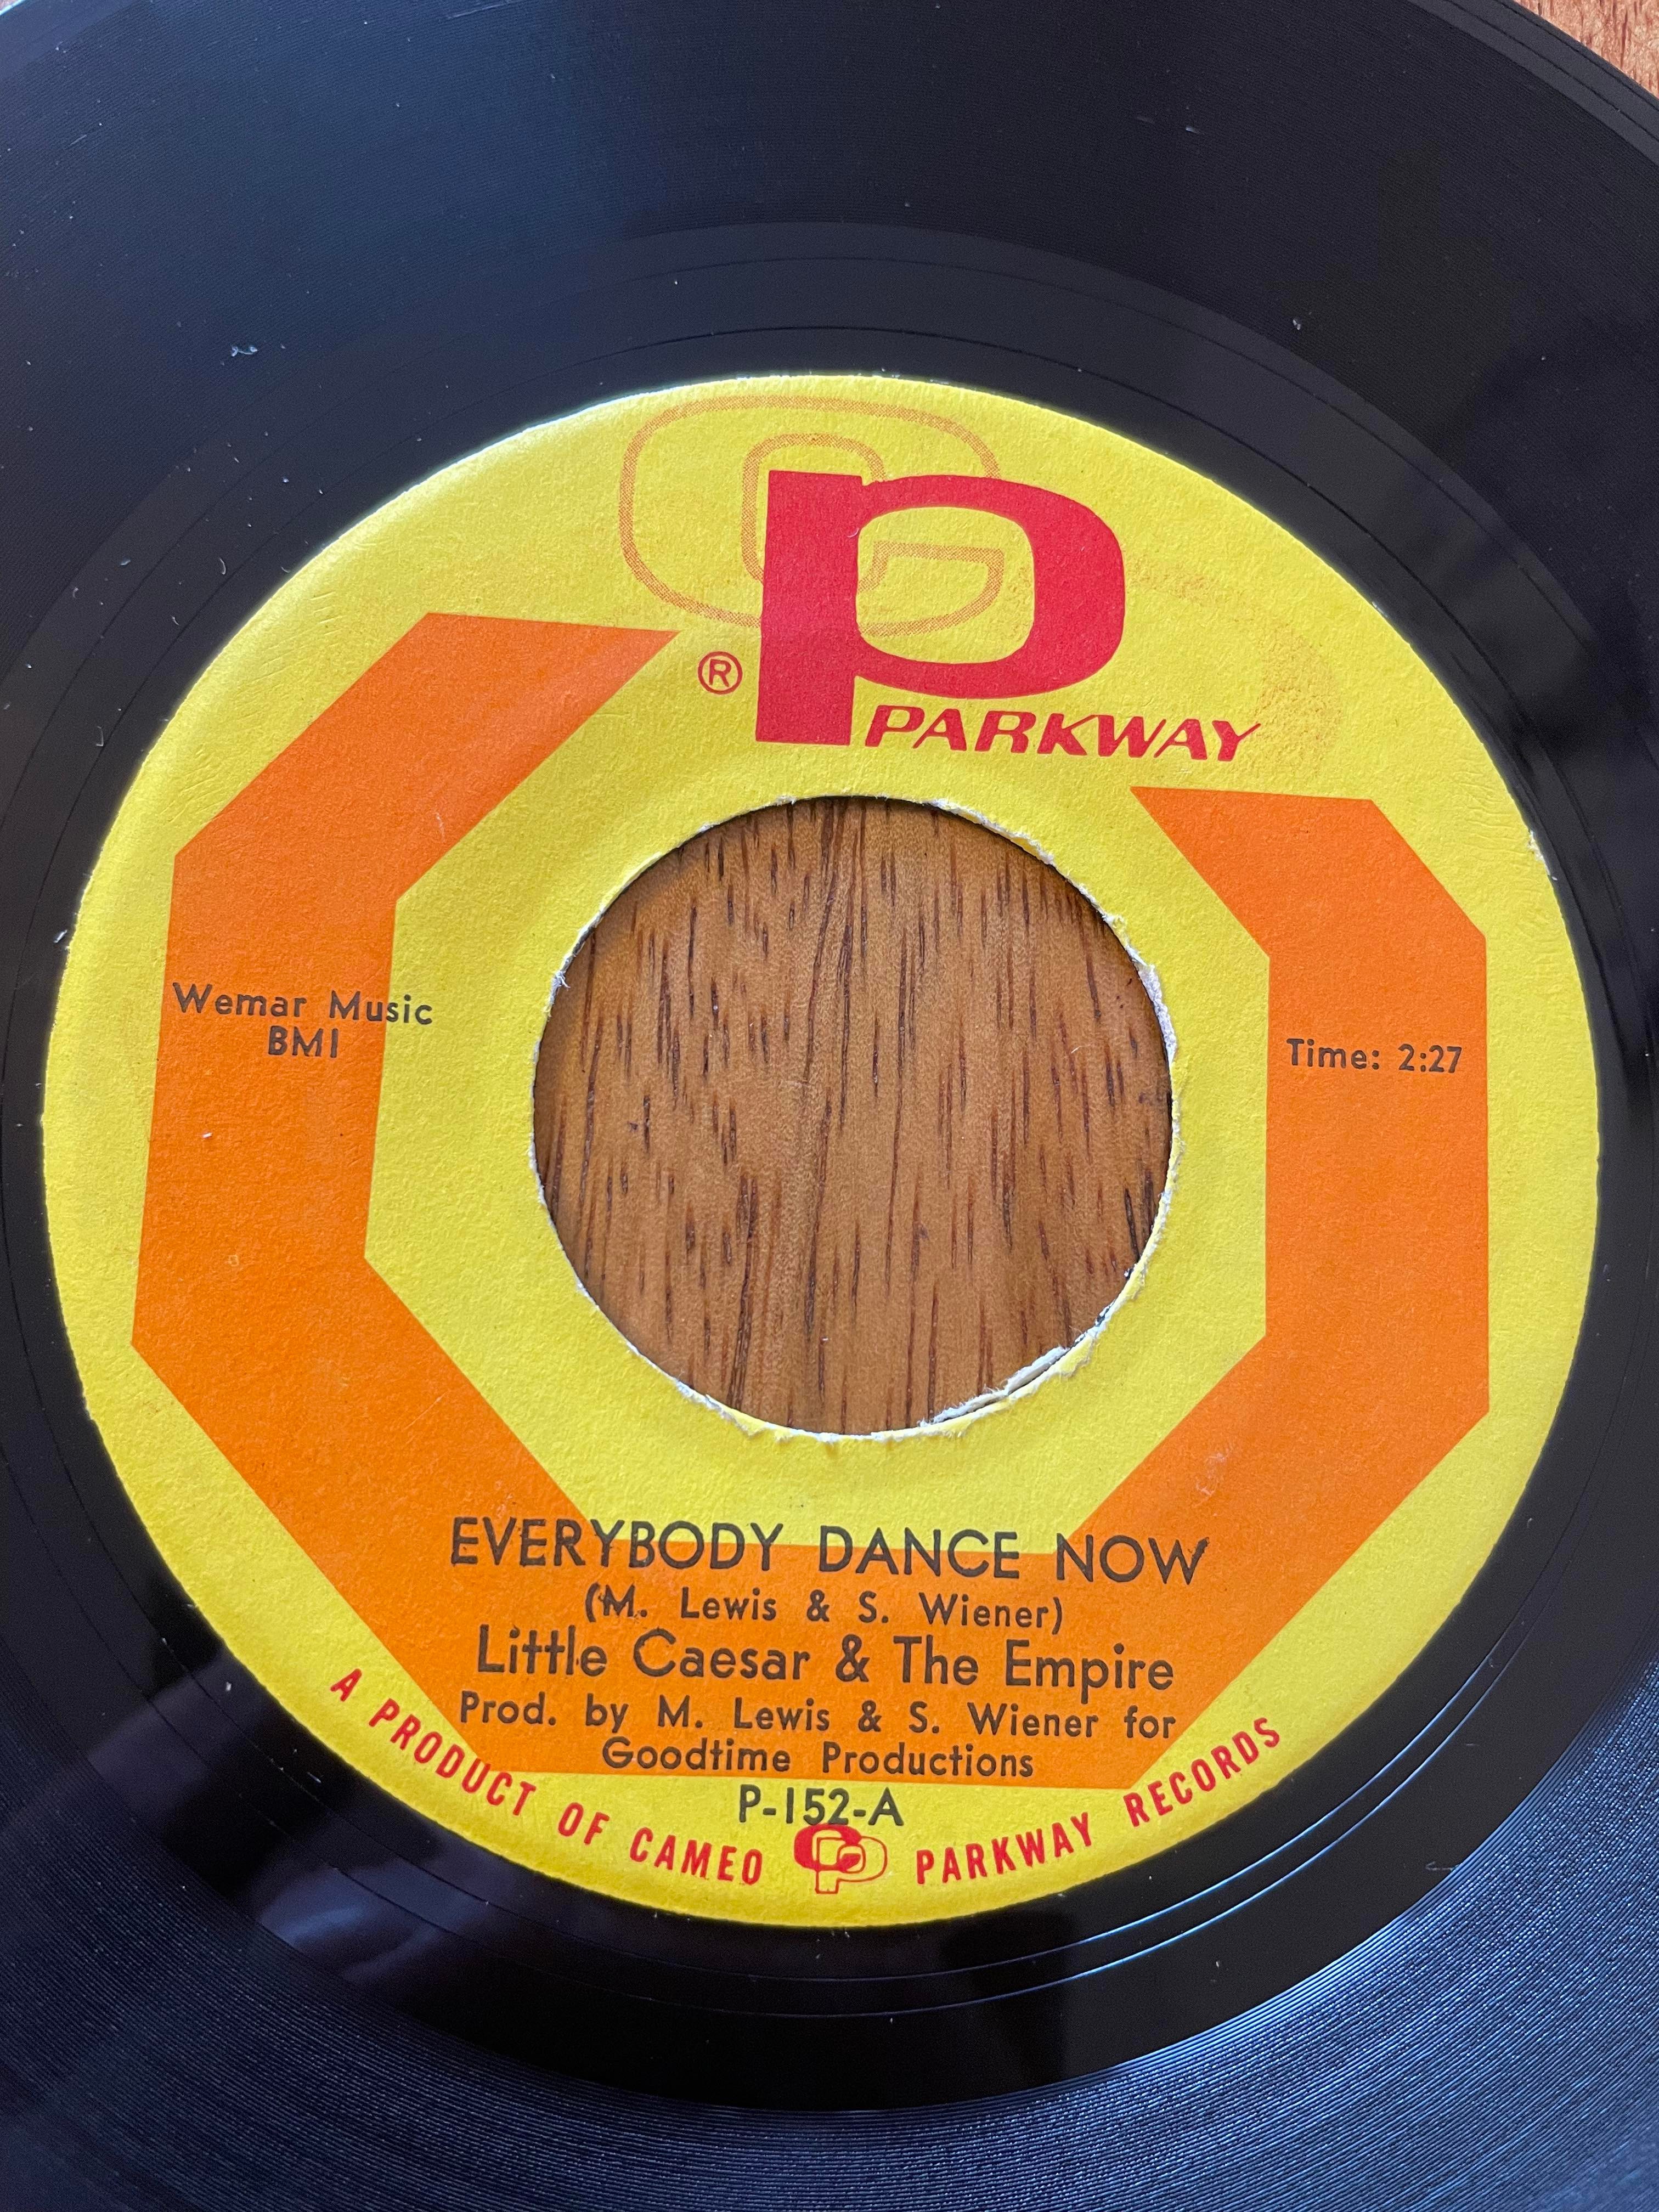 ®
PARKWAY
Wemar Music
BMI
Time: 2:27
EVERYBODY DANCE NOW
(M. Lewis & S. Wiener)
Little Caesar & The Empire
Prod. by M. Lewis & S. Wiener for
Goodtime Productions
P-152-A
A PRODUCT OF CAMEO PARKWAY RECORDS